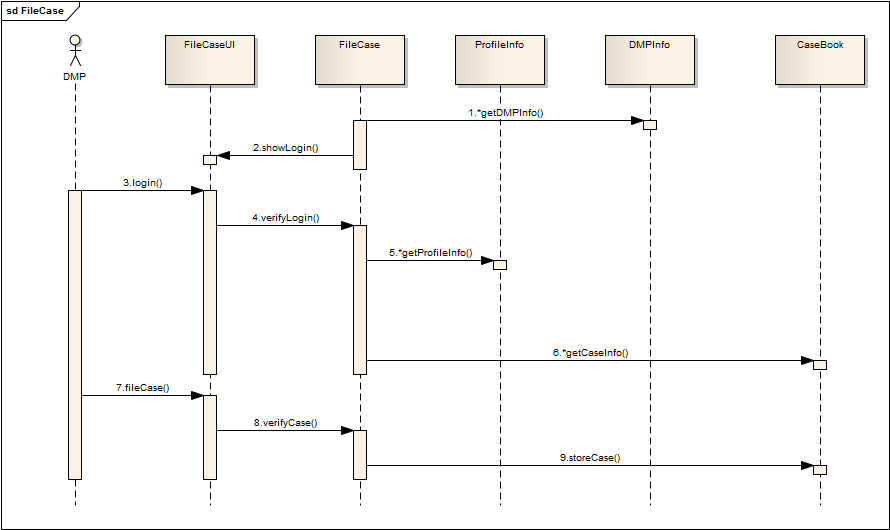 sd FileCase
DMP
FileCaseUI
FileCase
ProfileInfo
DMPInfo
CaseBook
1.*getDMPInfo()
2.showLogin()
3.login()
4.verifyLogin()
5.*getProfileInfo()
6.*getCaseInfo()
7.fileCase()
8.verifyCase()
9.storeCase()